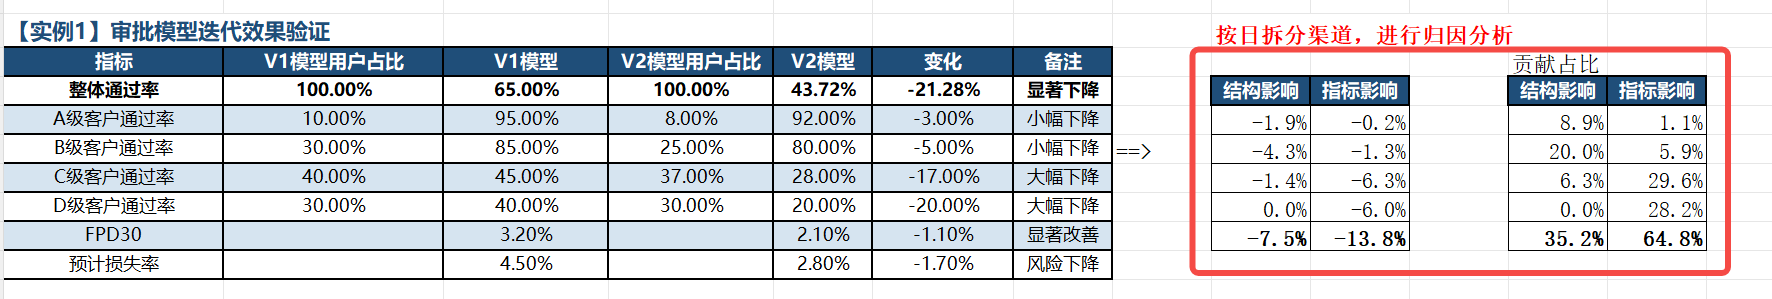 【实例1】审批模型迭代效果验证
按日拆分渠道，进行归因分析
贡献占比
指标 V1模型用户占比 V1模型 V2模型用户占比 V2模型 变化 备注
整体通过率 100.00% 65.00% 100.00% 43.72% -21.28% 显著下降 结构影响 指标影响 结构影响 指标影响
A级客户通过率 10.00% 95.00% 8.00% 92.00% -3.00% 小幅下降 -1.9% -0.2% 8.9% 1.1%
B级客户通过率 30.00% 85.00% 25.00% 80.00% -5.00% 小幅下降 ==> -4.3% -1.3% 20.0% 5.9%
C级客户通过率 40.00% 45.00% 37.00% 28.00% -17.00% 大幅下降 -1.4% -6.3% 6.3% 29.6%
D级客户通过率 30.00% 40.00% 30.00% 20.00% -20.00% 大幅下降 0.0% -6.0% 0.0% 28.2%
FPD30 3.20% 2.10% -1.10% 显著改善 -7.5% -13.8% 35.2% 64.8%
预计损失率 4.50% 2.80% -1.70% 风险下降